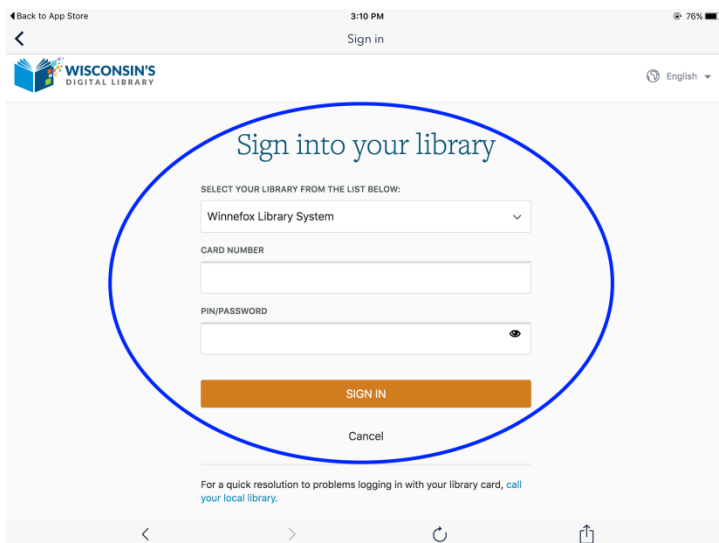 Back to App Store
3:10 PM
76%
Sign in
WISCONSIN'S
DIGITAL LIBRARY
English
Sign into your library
SELECT YOUR LIBRARY FROM THE LIST BELOW:
Winnefox Library System
CARD NUMBER
PIN/PASSWORD
SIGN IN
Cancel
For a quick resolution to problems logging in with your library card, call
your local library.